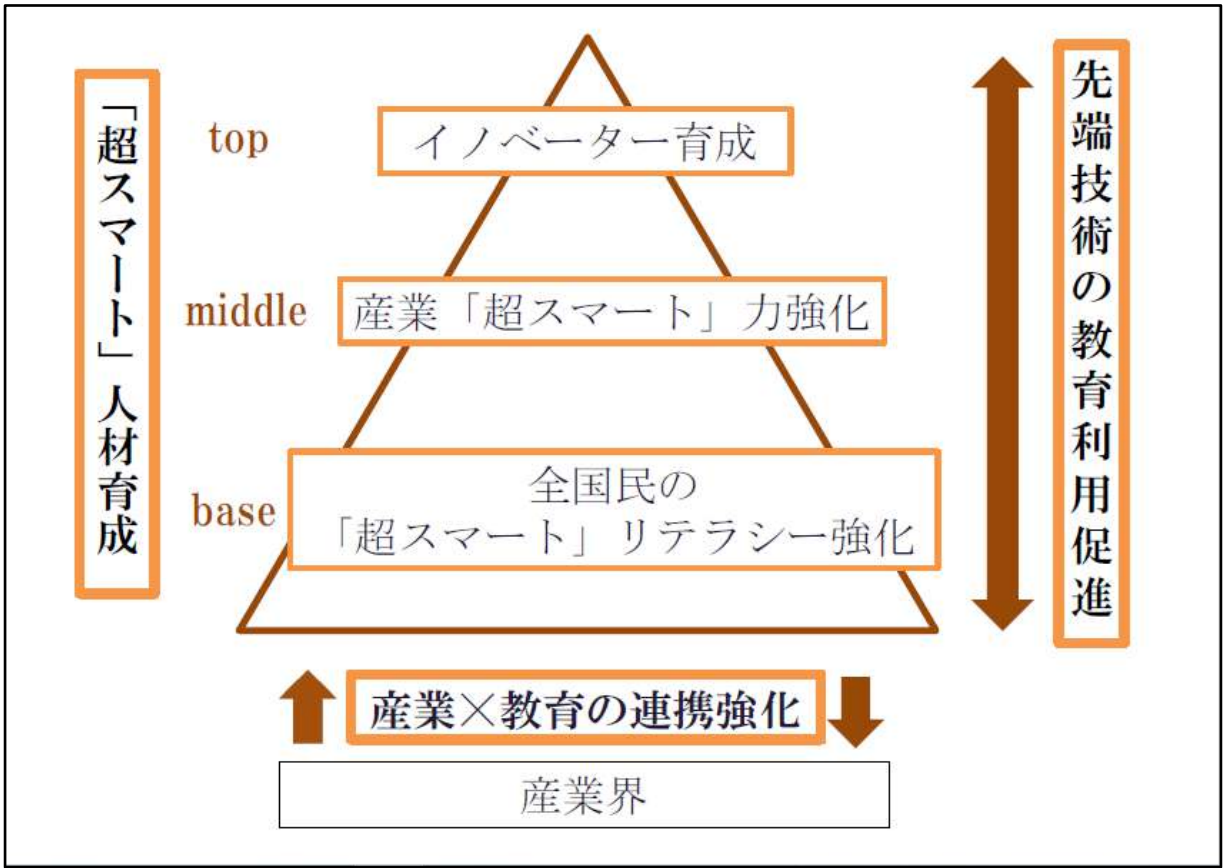 「超スマート」人材育成
top
イノベーター育成
middle
産業「超スマート」力強化
base
全国民の
「超スマート」リテラシー強化
先端技術の教育利用促進
産業×教育の連携強化
産業界